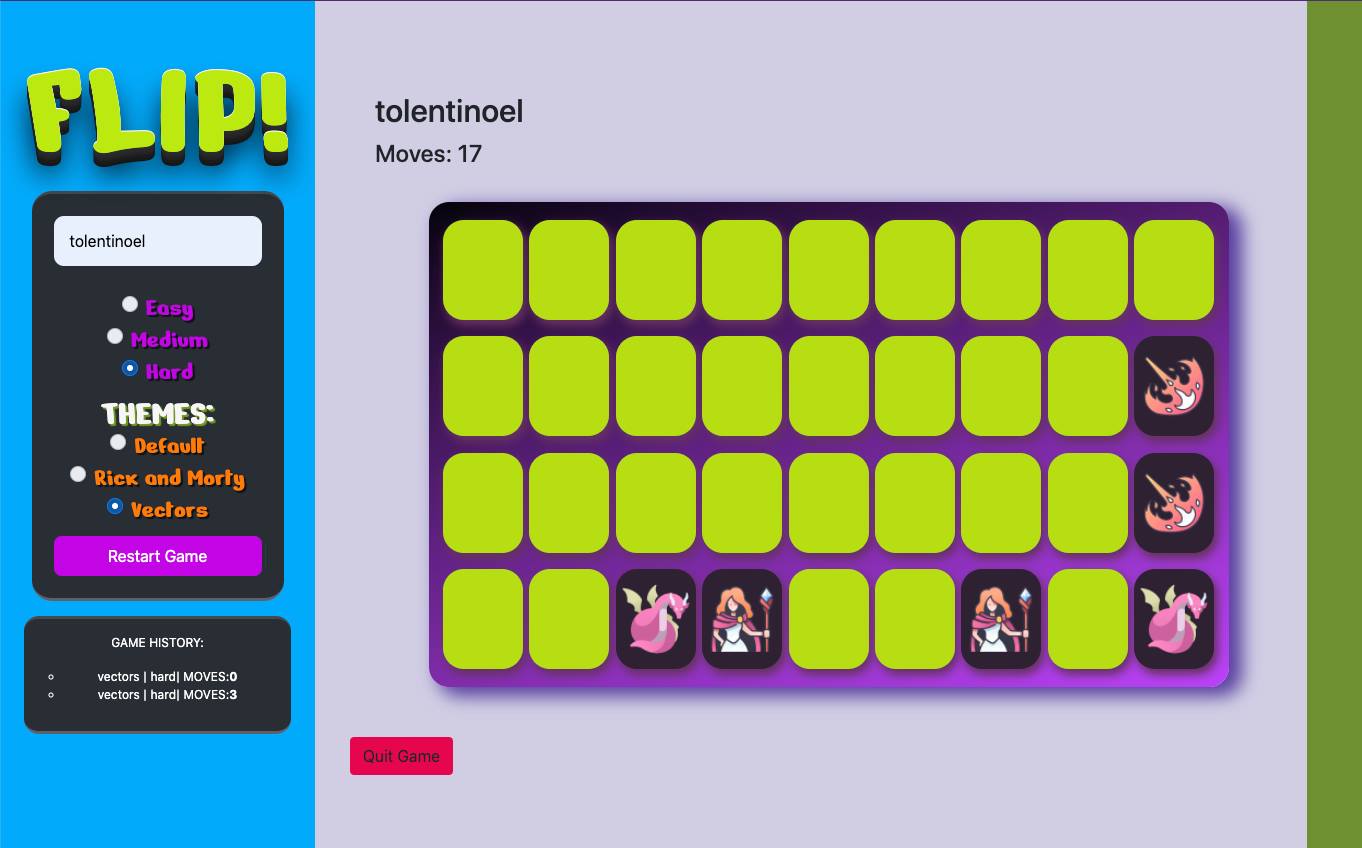 FLIP!
tolentinoel
Easy
Medium
Hard
THEMES:
Default
Rick and Morty
Vectors
Restart Game
GAME HISTORY:
vectors | hard| MOVES:0
vectors | hard| MOVES:3
tolentinoel
Moves: 17
Quit Game